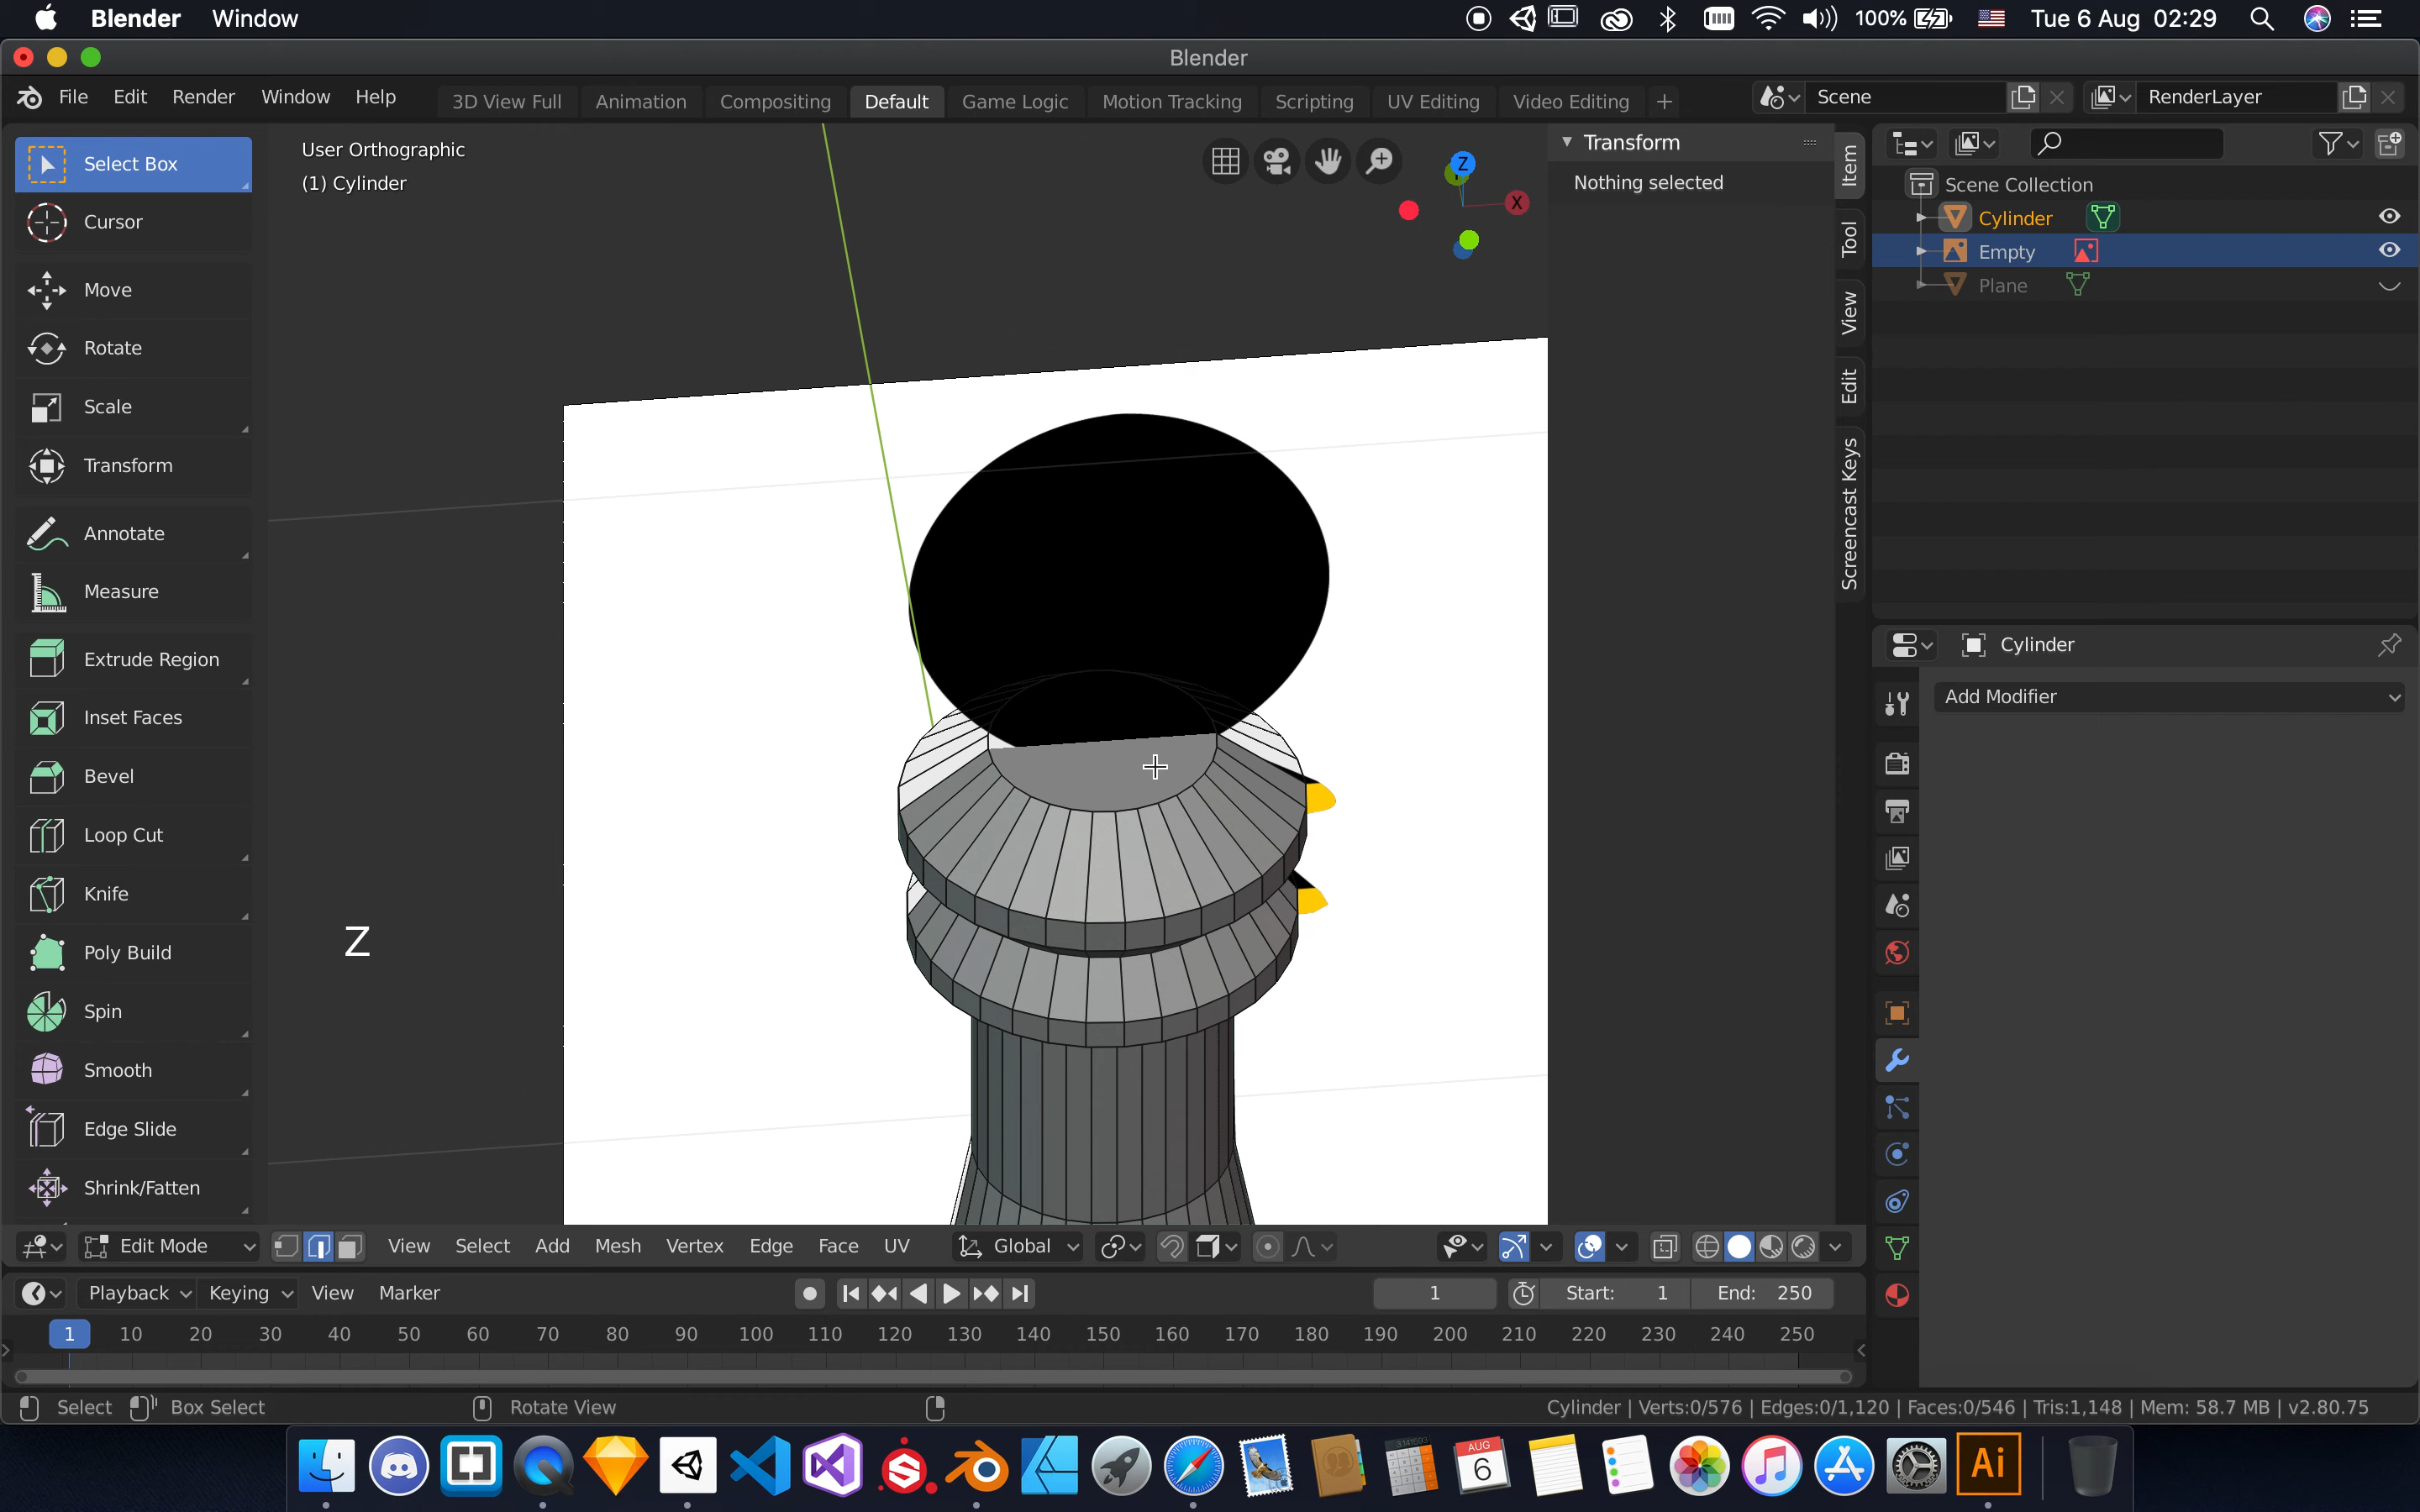 Blender Window 100% Tue 6 Aug 02:29
Blender
File Edit Render Window Help 3D View Full Animation Compositing Default Game Logic Motion Tracking Scripting UV Editing Video Editing + Scene RenderLayer
Select Box
Cursor
Move
Rotate
Scale
Transform
Annotate
Measure
Extrude Region
Inset Faces
Bevel
Loop Cut
Knife
Poly Build
Spin
Smooth
Edge Slide
Shrink/Fatten
User Orthographic
(1) Cylinder
Z
X
Z
Transform
Nothing selected
Item
Tool
View
Edit
Screencast Keys
Scene Collection
Cylinder
Empty
Plane
Cylinder
Add Modifier
Edit Mode View Select Add Mesh Vertex Edge Face UV Global
Playback Keying View Marker 1 Start: 1 End: 250
1 10 20 30 40 50 60 70 80 90 100 110 120 130 140 150 160 170 180 190 200 210 220 230 240 250
Select Box Select Rotate View Cylinder | Verts:0/576 | Edges:0/1,120 | Faces:0/546 | Tris:1,148 | Mem: 58.7 MB | v2.80.75
AUG
6
Ai